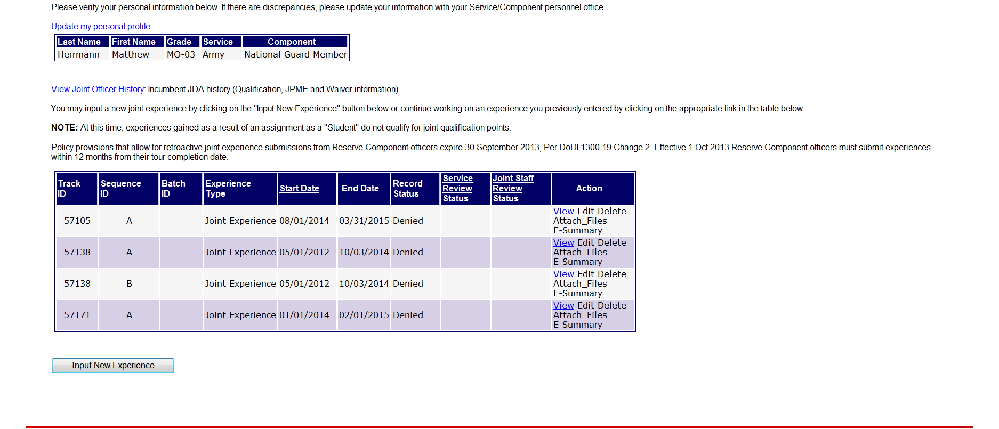 Please verify your personal information below. If there are discrepancies, please update your information with your Service/Component personnel office.
Update my personal profile
Last Name First Name Grade Service Component
Herrmann Matthew MO-03 Army National Guard Member
View Joint Officer History: Incumbent JDA history.(Qualification, JPME and Waiver information).
You may input a new joint experience by clicking on the "Input New Experience" button below or continue working on an experience you previously entered by clicking on the appropriate link in the table below.
NOTE: At this time, experiences gained as a result of an assignment as a "Student" do not qualify for joint qualification points.
Policy provisions that allow for retroactive joint experience submissions from Reserve Component officers expire 30 September 2013, Per DoDI 1300.19 Change 2. Effective 1 Oct 2013 Reserve Component officers must submit experiences
within 12 months from their tour completion date.
Track ID Sequence ID Batch ID Experience Type Start Date End Date Record Status Service Review Status Joint Staff Review Status Action
57105 A Joint Experience 08/01/2014 03/31/2015 Denied View Edit Delete
Attach_Files
E-Summary
57138 A Joint Experience 05/01/2012 10/03/2014 Denied View Edit Delete
Attach_Files
E-Summary
57138 B Joint Experience 05/01/2012 10/03/2014 Denied View Edit Delete
Attach_Files
E-Summary
57171 A Joint Experience 01/01/2014 02/01/2015 Denied View Edit Delete
Attach_Files
E-Summary
Input New Experience